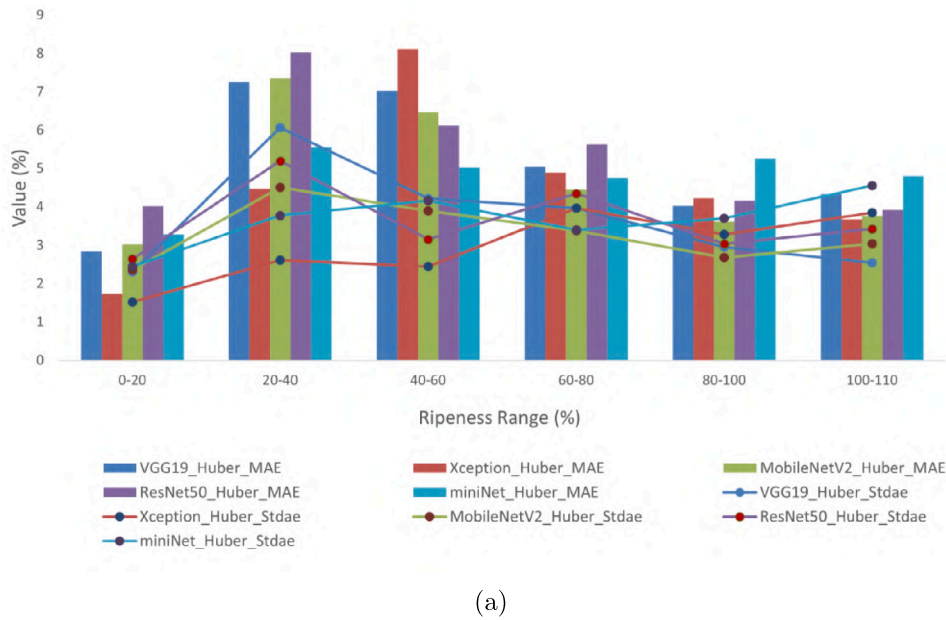 9
8
7
6
5
4
3
2
1
0
Value (%)
0-20 20-40 40-60 60-80 80-100 100-110
Ripeness Range (%)
VGG19_Huber_MAE Xception_Huber_MAE MobileNetV2_Huber_MAE
ResNet50_Huber_MAE miniNet_Huber_MAE VGG19_Huber_Stdae
Xception_Huber_Stdae MobileNetV2_Huber_Stdae ResNet50_Huber_Stdae
miniNet_Huber_Stdae
(a)